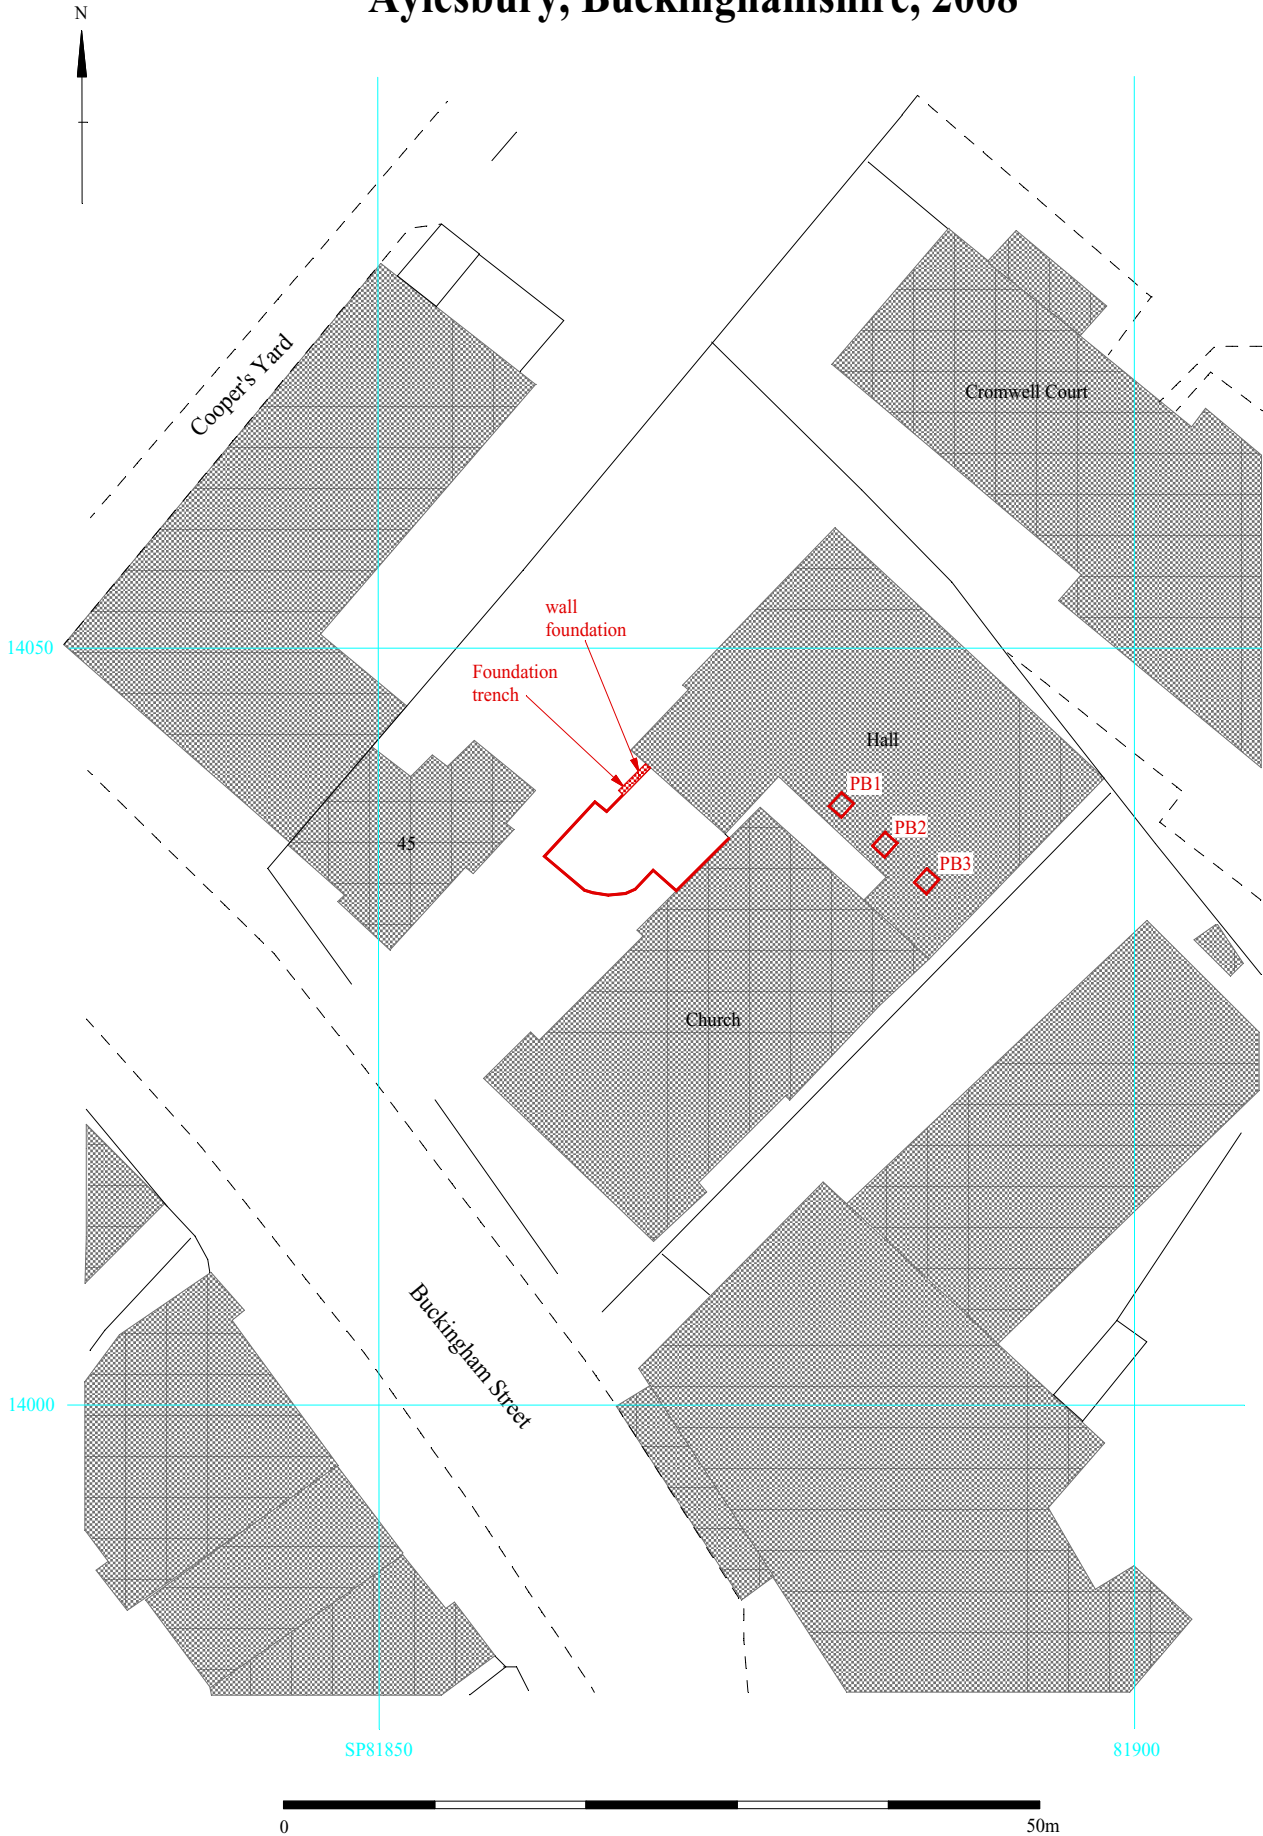 Aylesbury, Buckinghamshire, 2008
N
Cooper's Yard
Cromwell Court
wall
foundation
14050
Foundation
trench
Hall
PB1
PB2
45
PB3
Church
Buckingham Street
14000
SP81850
81900
0
50m